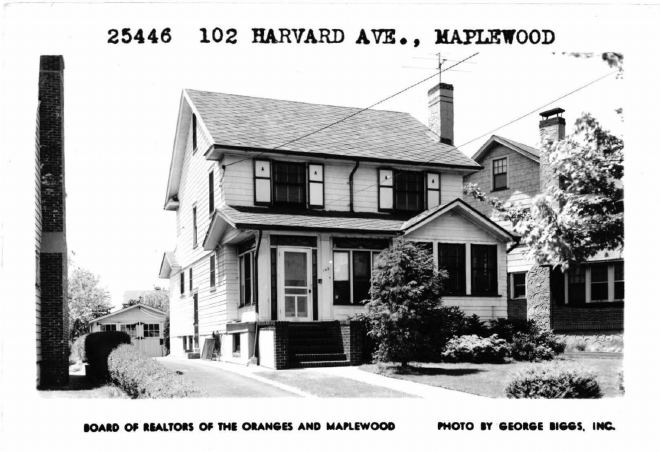 25446 102 HARVARD AVE., MAPLEWOOD
BOARD OF REALTORS OF THE ORANGES AND MAPLEWOOD PHOTO BY GEORGE BIGGS, INC.